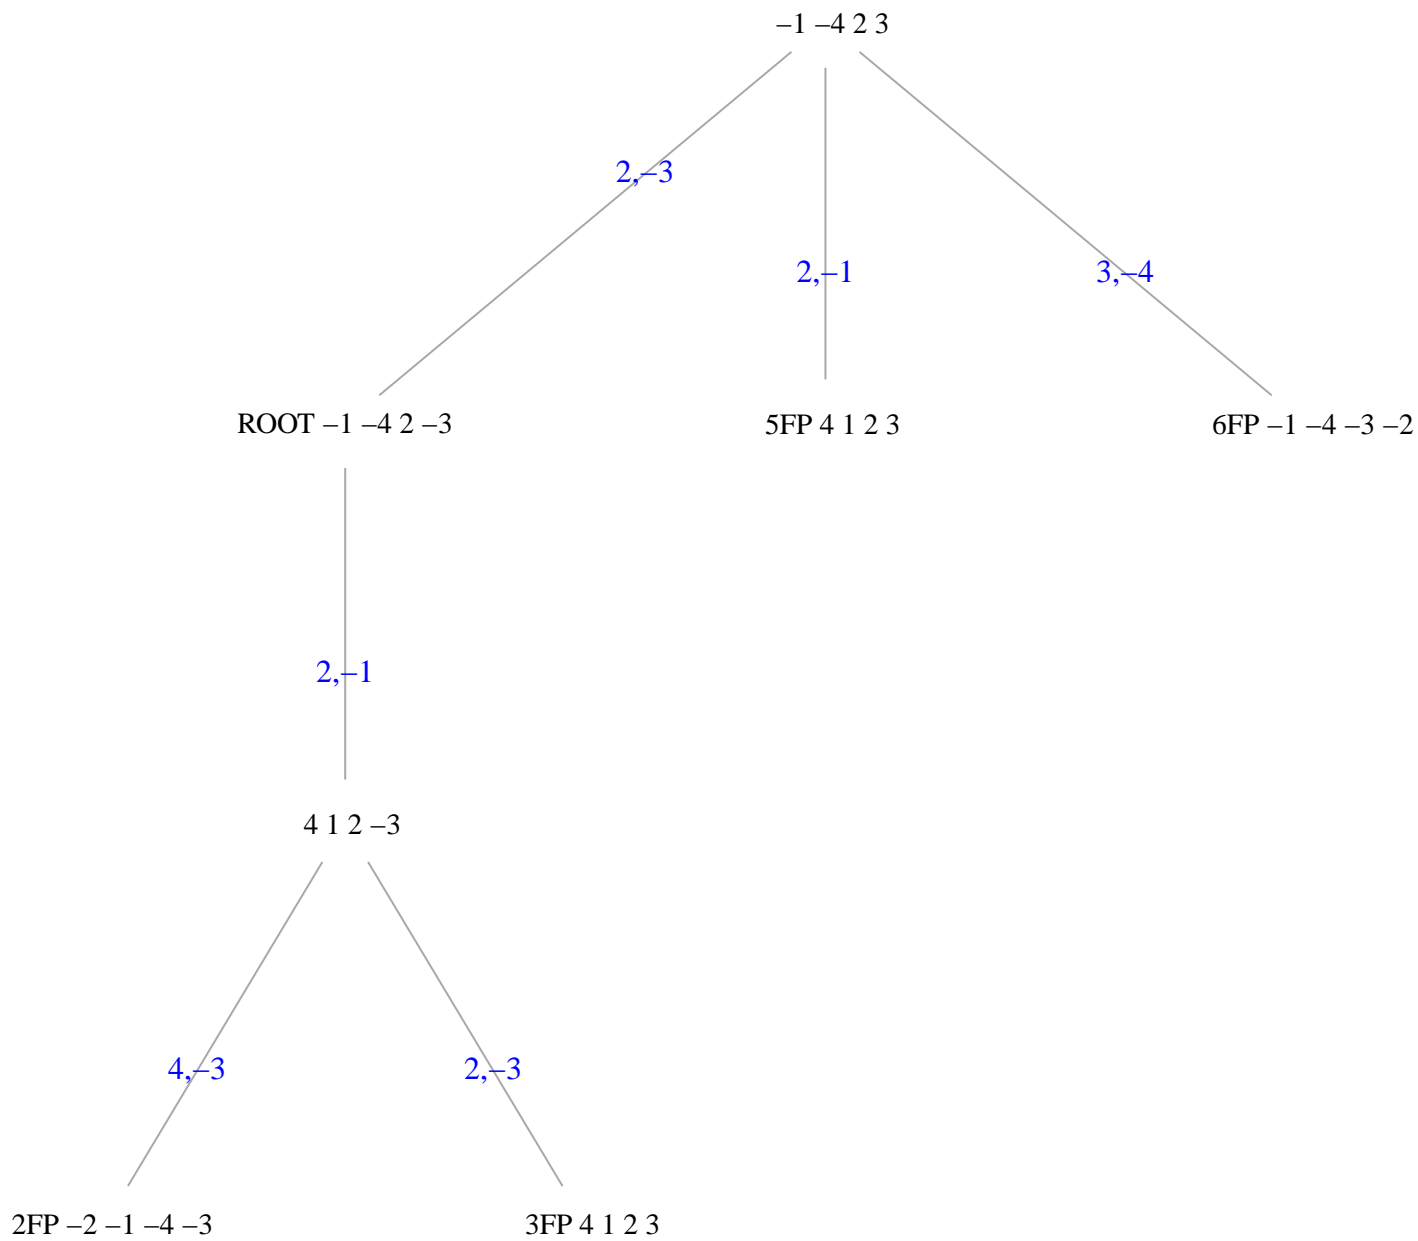 –1 –4 2 3
2,–3
2,–1
3,–4
ROOT –1 –4 2 –3
5FP 4 1 2 3
6FP –1 –4 –3 –2
2,–1
4 1 2 –3
4,–3
2,–3
2FP –2 –1 –4 –3
3FP 4 1 2 3